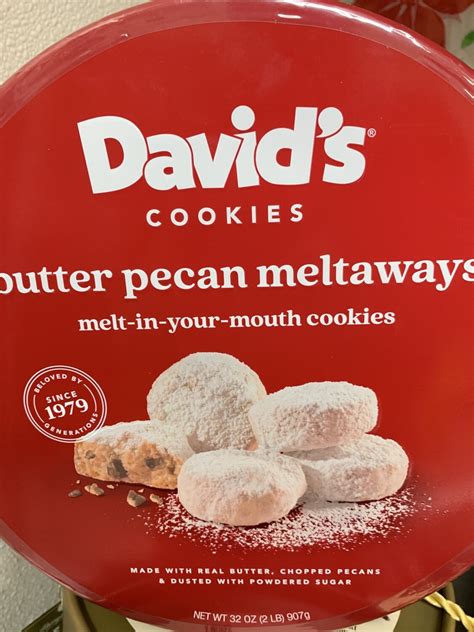 David's®
COOKIES
butter pecan meltaways
melt-in-your-mouth cookies
BELOVED BY
SINCE
1979
GENERATIONS
MADE WITH REAL BUTTER, CHOPPED PECANS
& DUSTED WITH POWDERED SUGAR
NET WT 32 OZ (2 LB) 907g